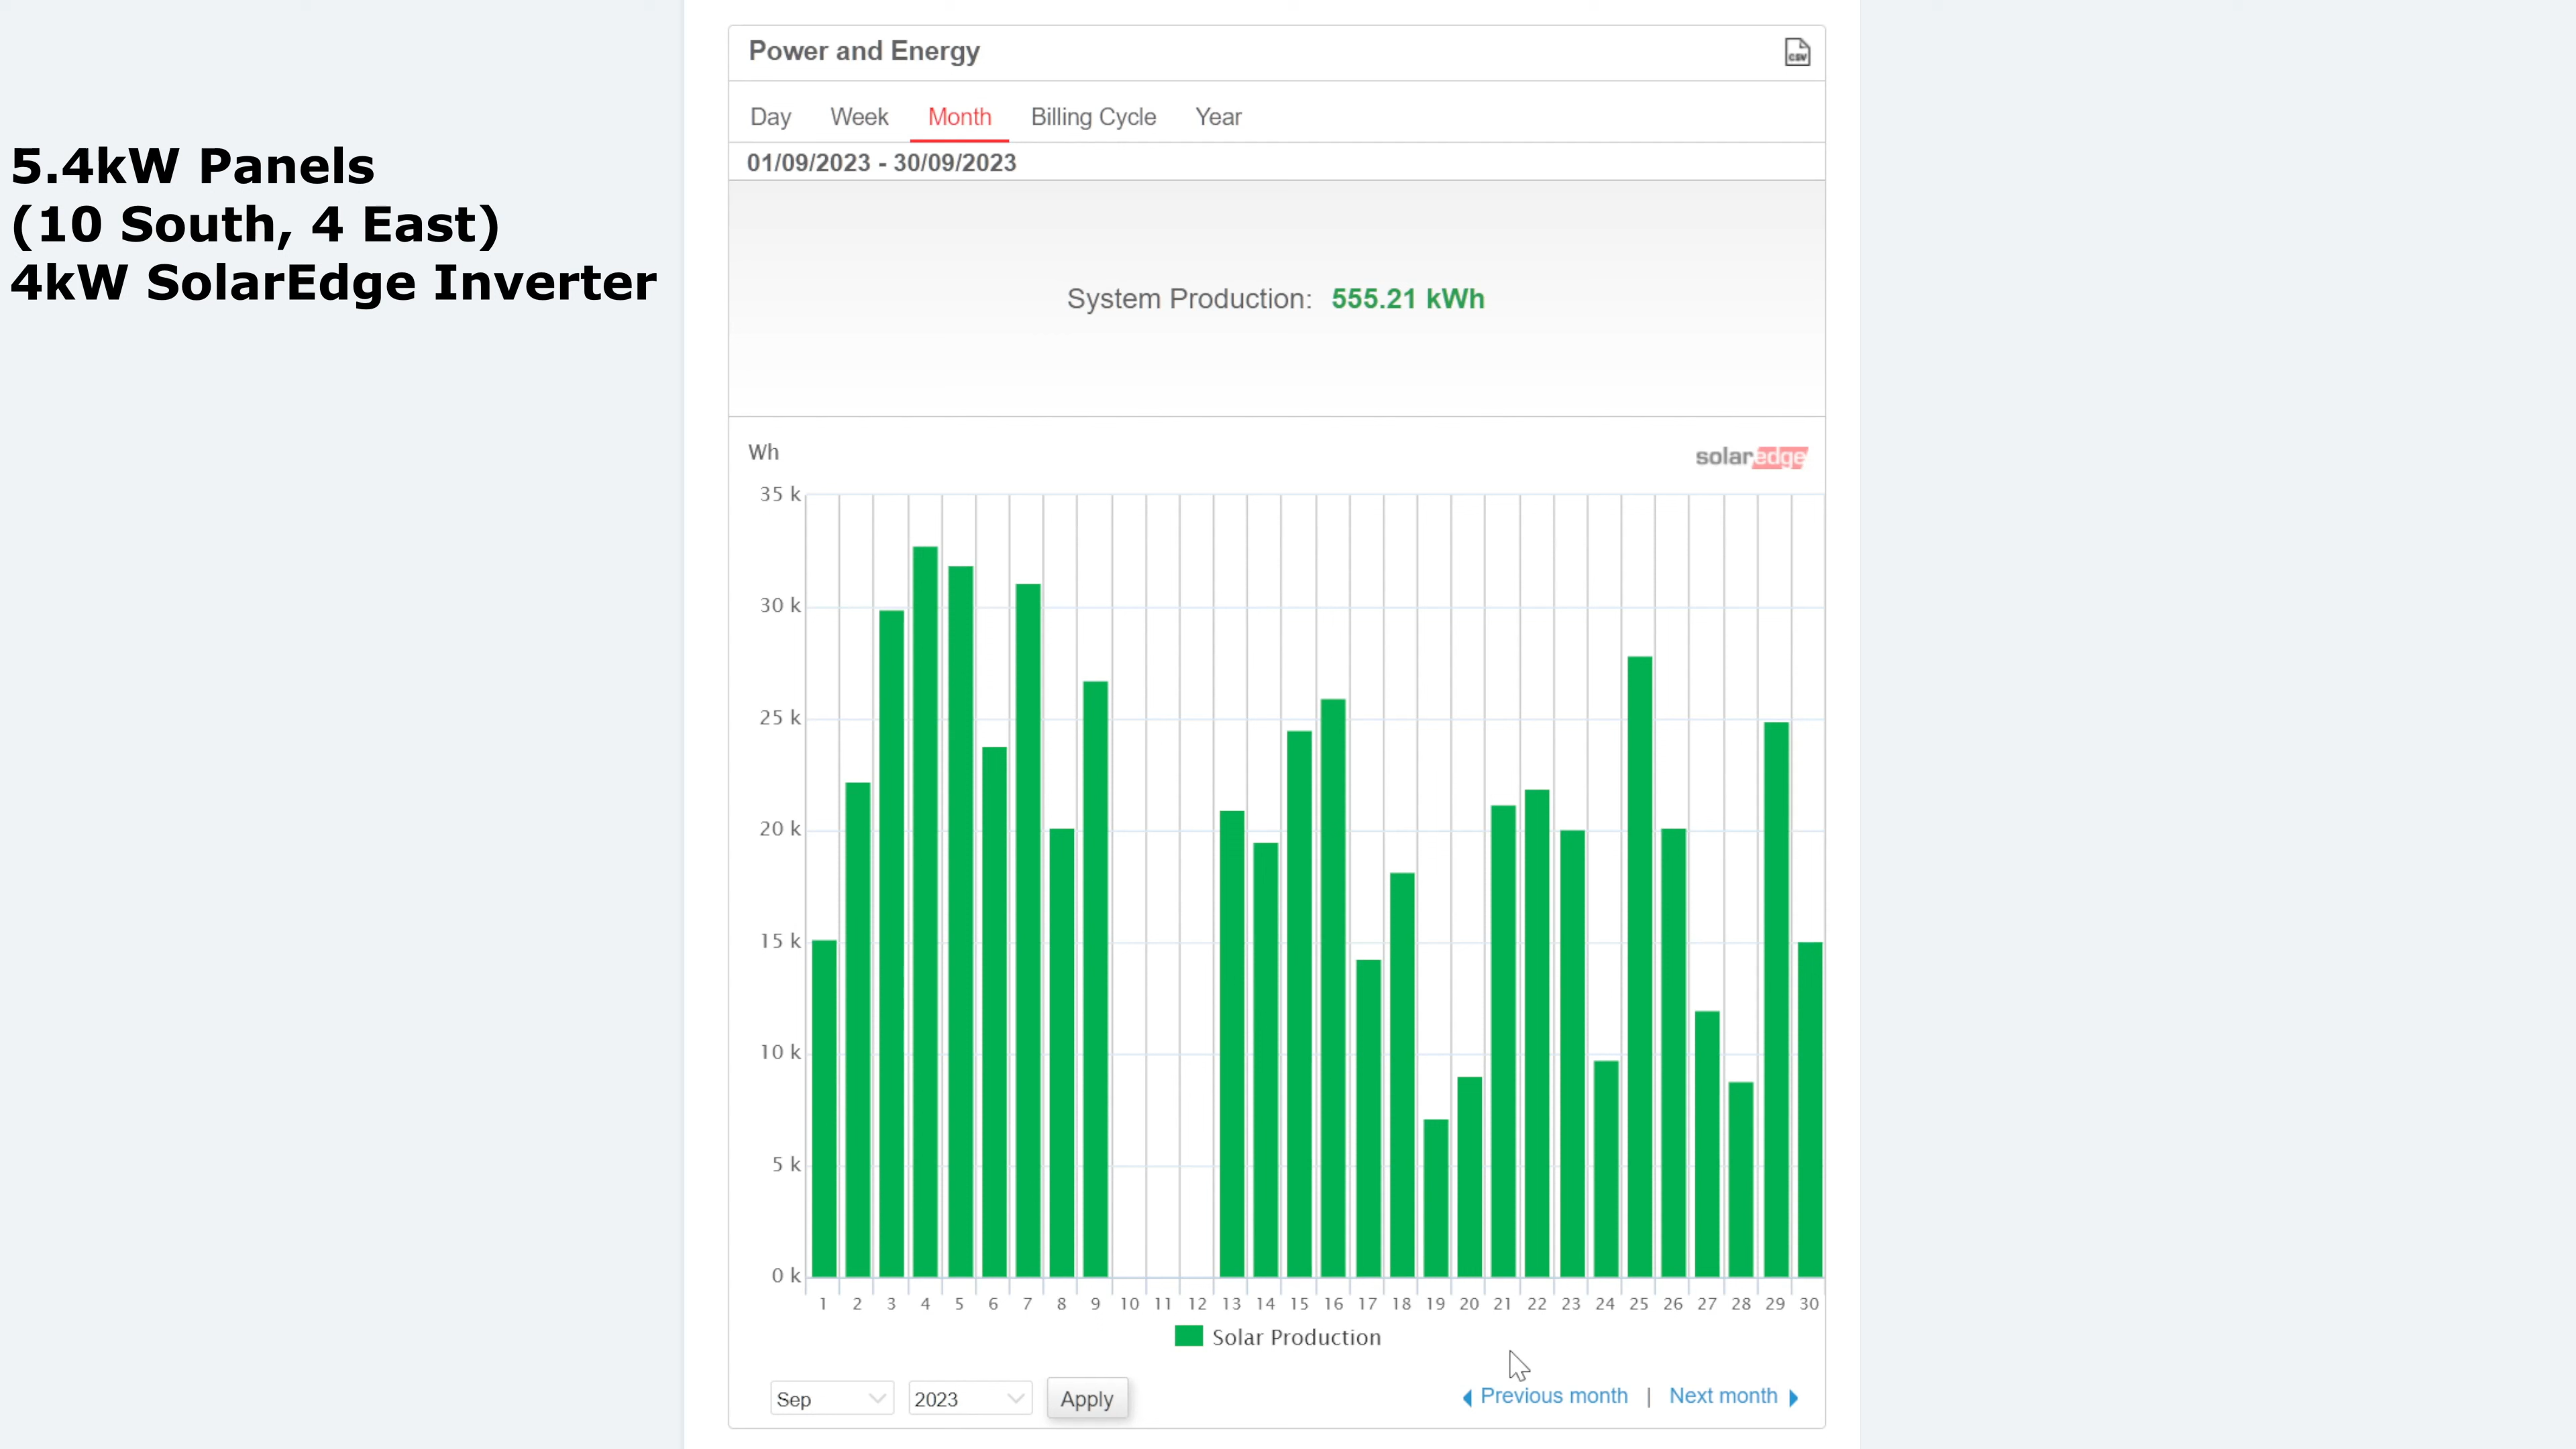 5.4kW Panels
(10 South, 4 East)
4kW SolarEdge Inverter
Power and Energy
CSV
Day Week Month Billing Cycle Year
01/09/2023 - 30/09/2023
System Production: 555.21 kWh
Wh
solaredge
35 k
30 k
25 k
20 k
15 k
10 k
5 k
0 k
1 2 3 4 5 6 7 8 9 10 11 12 13 14 15 16 17 18 19 20 21 22 23 24 25 26 27 28 29 30
Solar Production
Sep 2023 Apply Previous month | Next month